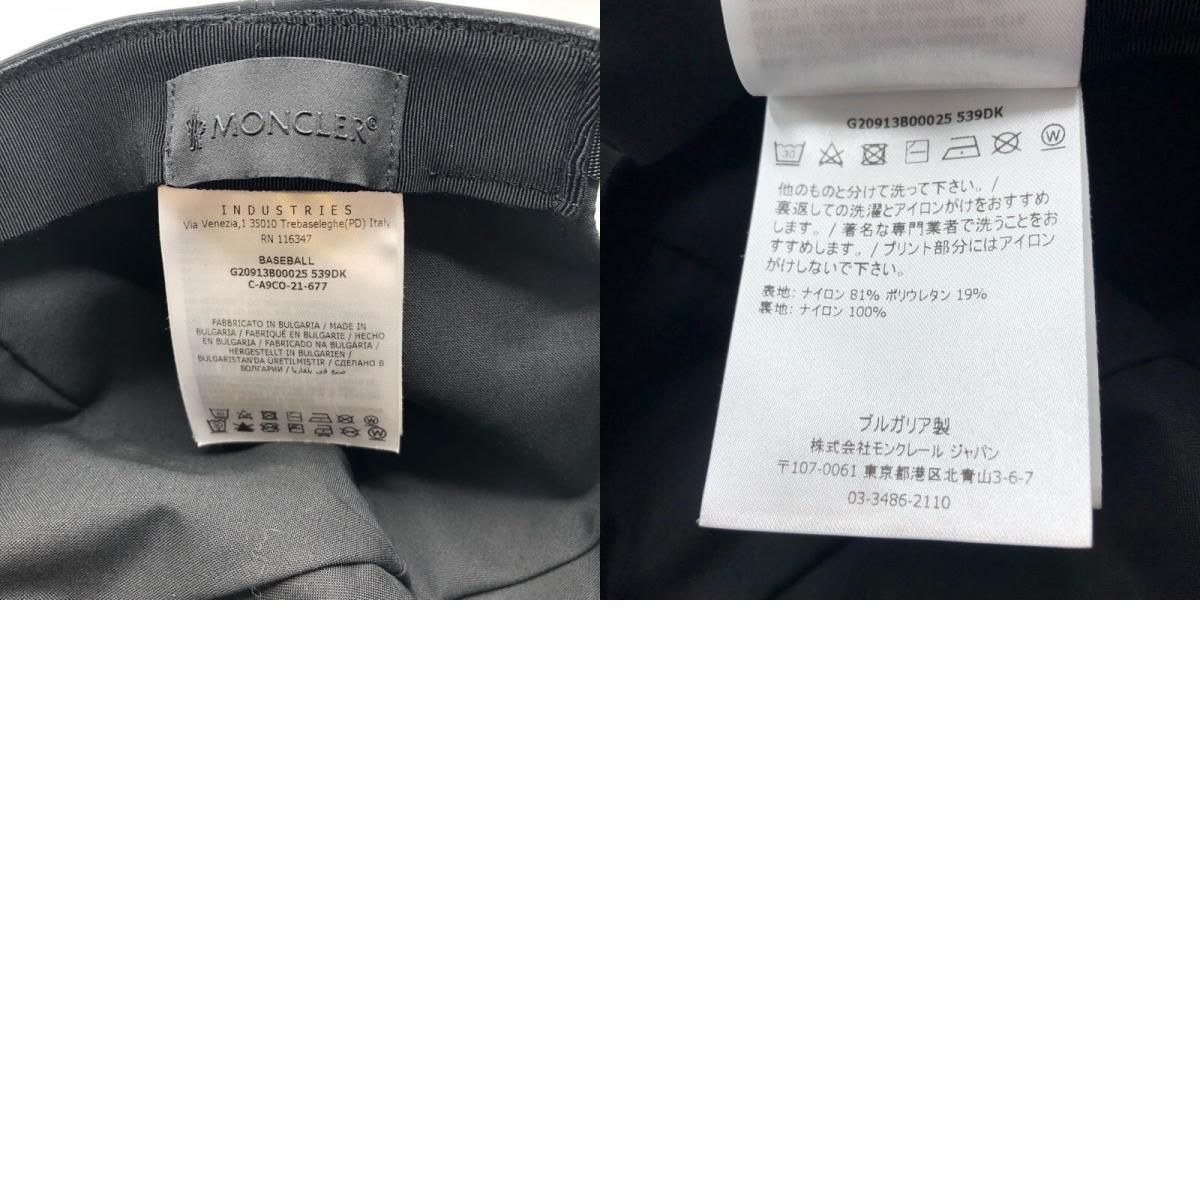 MONCLER
INDUSTRIES
Via Venezia,1 35010 Trebaseleghe(PD) Italy
RN 116347
BASEBALL
G20913B00025 539DK
C-A9CO-21-677
FABBRICATO IN BULGARIA / MADE IN
BULGARIA / FABRIQUÉ EN BULGARIE / HECHO
EN BULGARIA / FABRICADO NA BULGÁRIA /
HERGESTELLT IN BULGARIEN /
BULGARISTAN'DA ÜRETILMIŞTIR / СДЕЛАНО В
БОЛГАРИИ / صنع في بلغاريا
G20913B00025 539DK
30
W
他のものと分けて洗って下さい。/
裏返しての洗濯とアイロンがけをおすすめ
します。/ 著名な専門業者で洗うことをお
すすめします。/ プリント部分にはアイロン
がけしないで下さい。
表地: ナイロン 81% ポリウレタン 19%
裏地: ナイロン 100%
ブルガリア製
株式会社モンクレール ジャパン
〒107-0061 東京都港区北青山3-6-7
03-3486-2110